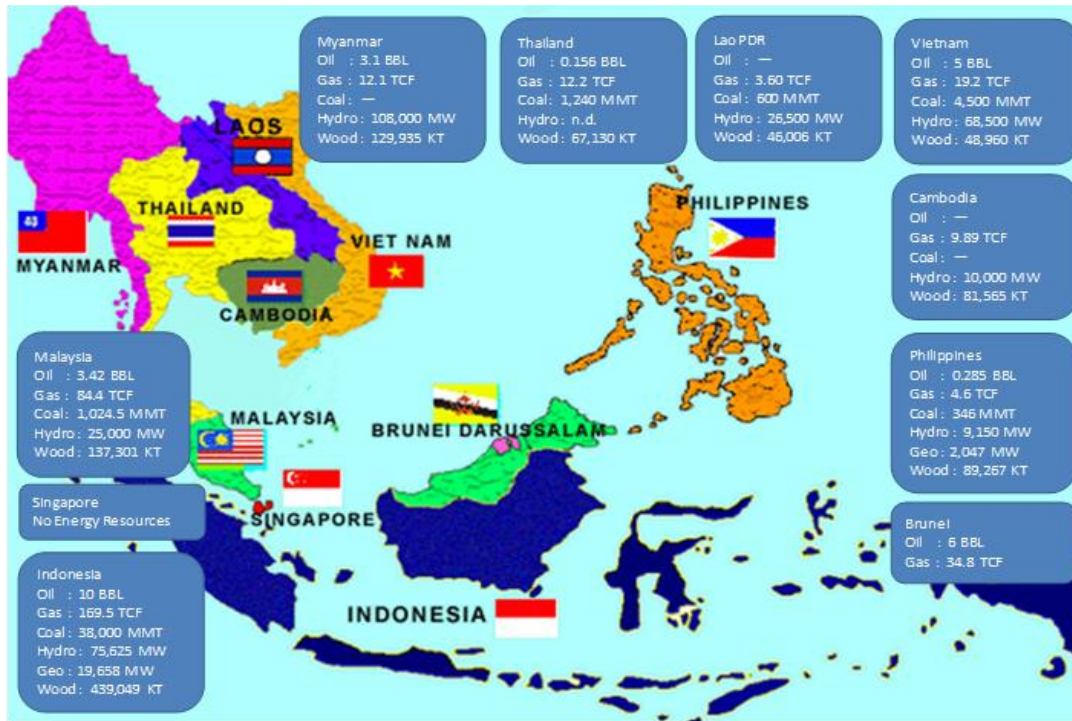 Myanmar
Oil : 3.1 BBL
Gas : 12.1 TCF
Coal : —
Hydro : 108,000 MW
Wood : 129,935 KT
Thailand
Oil : 0.156 BBL
Gas : 12.2 TCF
Coal : 1,240 MMT
Hydro : n.d.
Wood : 67,130 KT
Lao PDR
Oil : —
Gas : 3.60 TCF
Coal : 600 MMT
Hydro : 26,500 MW
Wood : 46,006 KT
Vietnam
Oil : 5 BBL
Gas : 19.2 TCF
Coal : 4,500 MMT
Hydro : 68,500 MW
Wood : 48,960 KT
LAOS
THAILAND
MYANMAR
VIET NAM
CAMBODIA
PHILIPPINES
Cambodia
Oil : —
Gas : 9.89 TCF
Coal : —
Hydro : 10,000 MW
Wood : 81,565 KT
Malaysia
Oil : 3.42 BBL
Gas : 84.4 TCF
Coal : 1,024.5 MMT
Hydro : 25,000 MW
Wood : 137,301 KT
MALAYSIA
BRUNEI DARUSSALAM
Philippines
Oil : 0.285 BBL
Gas : 4.6 TCF
Coal : 346 MMT
Hydro : 9,150 MW
Geo : 2,047 MW
Wood : 89,267 KT
Singapore
No Energy Resources
SINGAPORE
Brunei
Oil : 6 BBL
Gas : 34.8 TCF
Indonesia
Oil : 10 BBL
Gas : 169.5 TCF
Coal : 38,000 MMT
Hydro : 75,625 MW
Geo : 19,658 MW
Wood : 439,049 KT
INDONESIA